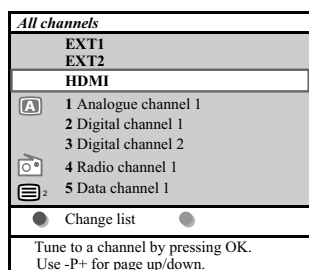 All channels
EXT1
EXT2
HDMI
A 1 Analogue channel 1
2 Digital channel 1
3 Digital channel 2
4 Radio channel 1
2 5 Data channel 1
Change list
Tune to a channel by pressing OK.
Use -P+ for page up/down.